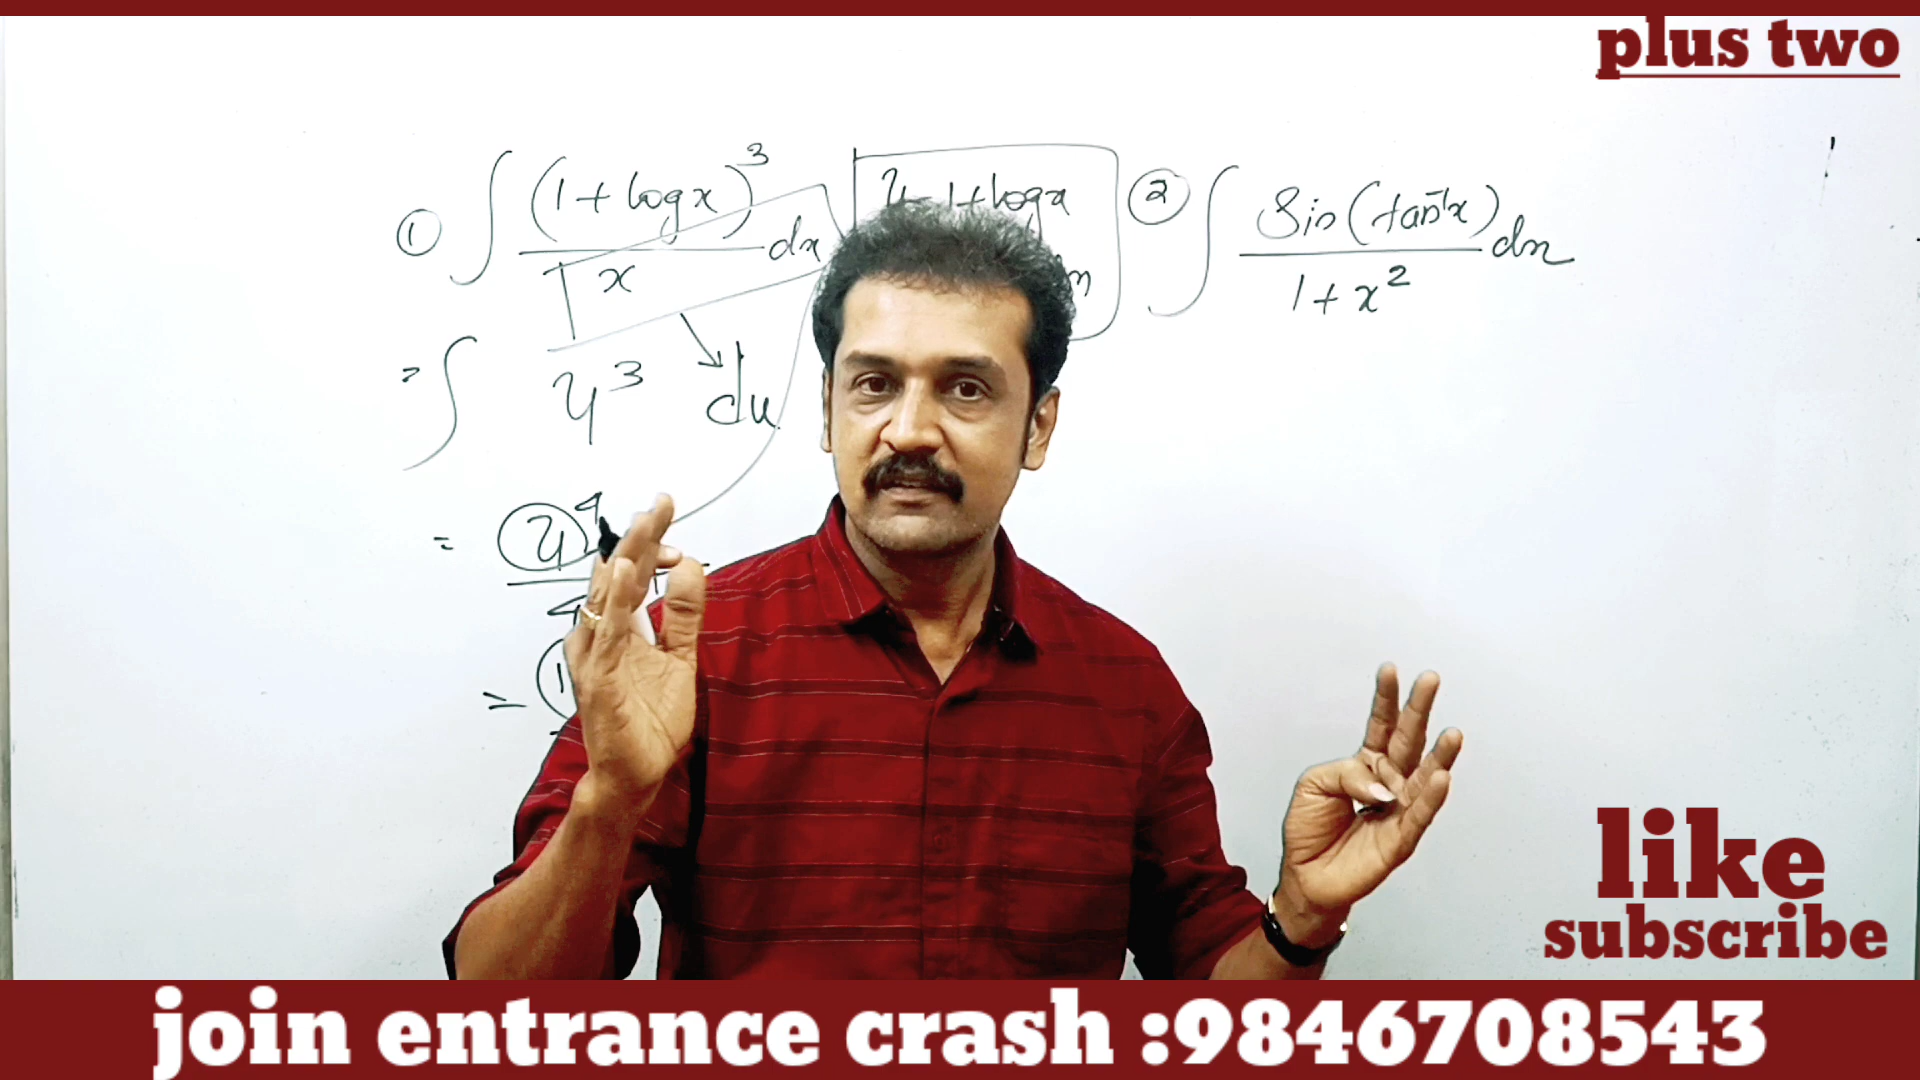 plus two
① ∫ (1 + log x)³ / x dx
u = 1 + log x
② ∫ Sin(tan⁻¹x) / 1 + x² dx
= ∫ u³ du
= u⁴ / 4
=
like
subscribe
join entrance crash :9846708543